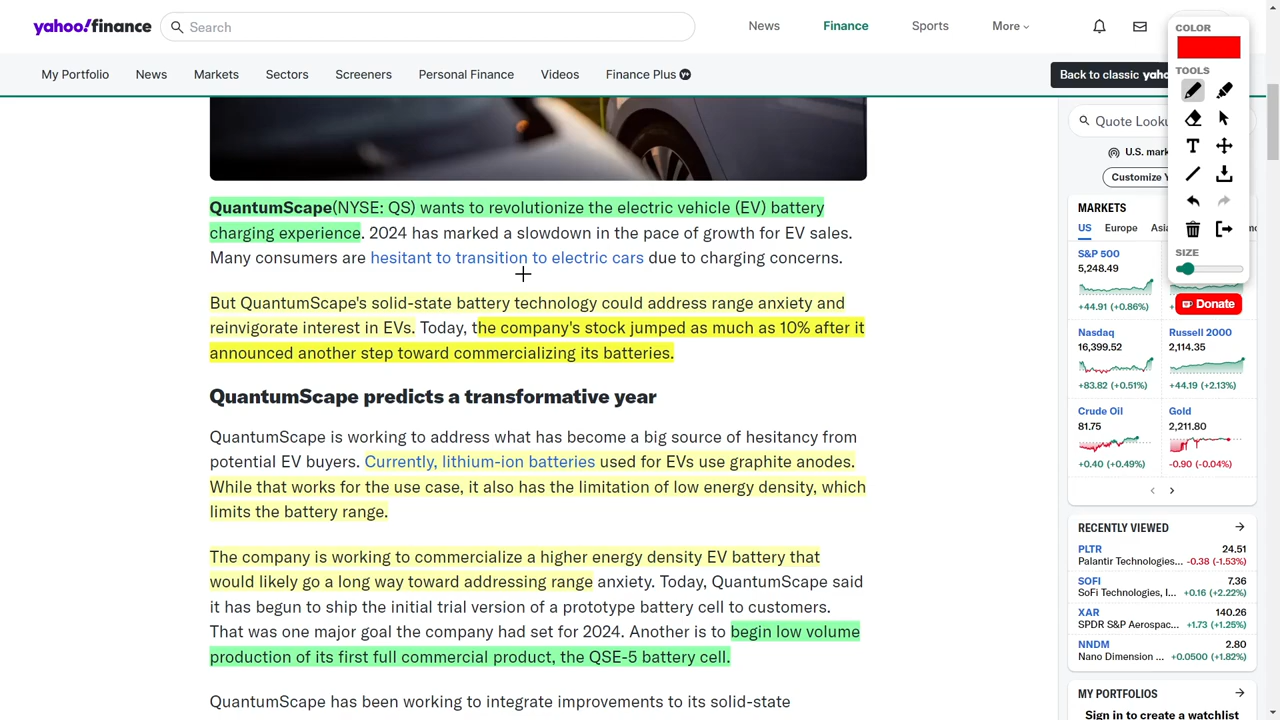 yahoo!finance
Search
News
Finance
Sports
More
COLOR
TOOLS
SIZE
Donate
My Portfolio
News
Markets
Sectors
Screeners
Personal Finance
Videos
Finance Plus
Back to classic
QuantumScape(NYSE: QS) wants to revolutionize the electric vehicle (EV) battery
charging experience. 2024 has marked a slowdown in the pace of growth for EV sales.
Many consumers are hesitant to transition to electric cars due to charging concerns.
But QuantumScape's solid-state battery technology could address range anxiety and
reinvigorate interest in EVs. Today, the company's stock jumped as much as 10% after it
announced another step toward commercializing its batteries.
QuantumScape predicts a transformative year
QuantumScape is working to address what has become a big source of hesitancy from
potential EV buyers. Currently, lithium-ion batteries used for EVs use graphite anodes.
While that works for the use case, it also has the limitation of low energy density, which
limits the battery range.
The company is working to commercialize a higher energy density EV battery that
would likely go a long way toward addressing range anxiety. Today, QuantumScape said
it has begun to ship the initial trial version of a prototype battery cell to customers.
That was one major goal the company had set for 2024. Another is to begin low volume
production of its first full commercial product, the QSE-5 battery cell.
QuantumScape has been working to integrate improvements to its solid-state
Quote
U.S.
Customize
MARKETS
US Europe
S&P 500
5,248.49
+44.91 (+0.86%)
Nasdaq
16,399.52
+83.82 (+0.51%)
Russell 2000
2,114.35
+44.19 (+2.13%)
Crude Oil
81.75
+0.40 (+0.49%)
Gold
2,211.80
-0.90 (-0.04%)
RECENTLY VIEWED
PLTR 24.51
Palantir Technologies... -0.38 (-1.53%)
SOFI 7.36
SoFi Technologies, I... +0.16 (+2.22%)
XAR 140.26
SPDR S&P Aerospac... +1.73 (+1.25%)
NNDM 2.80
Nano Dimension ... +0.0500 (+1.82%)
MY PORTFOLIOS
Sign in to create a watchlist